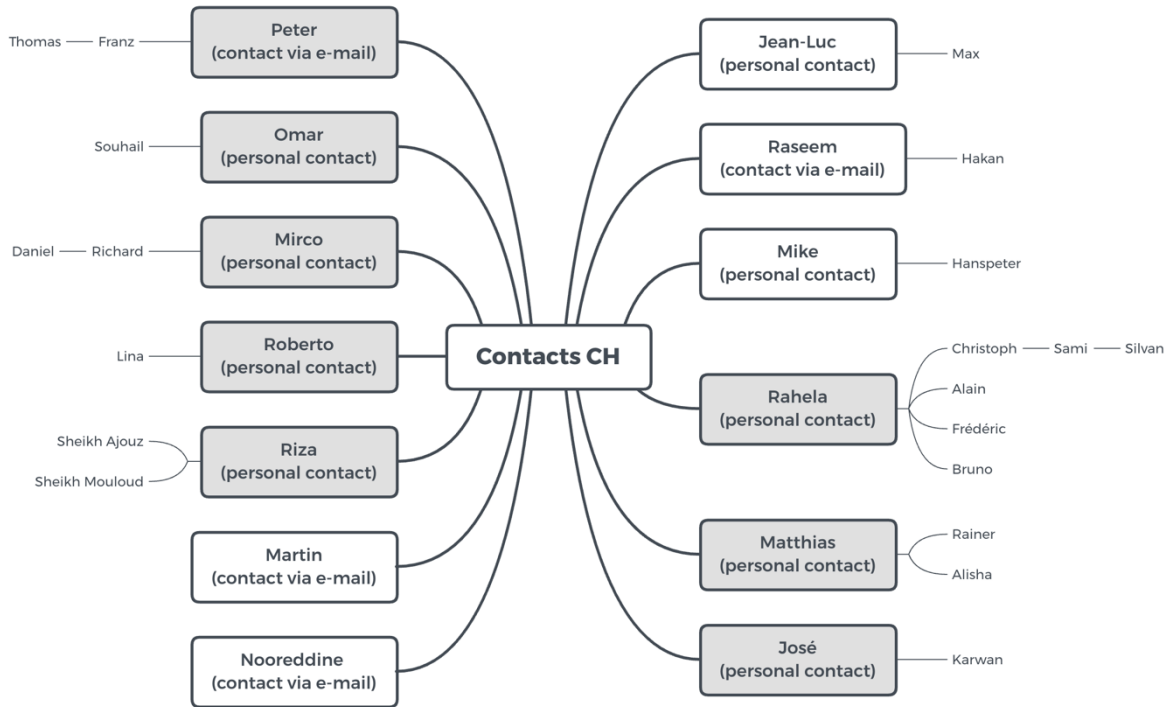 Peter
(contact via e-mail)
Thomas
Franz
Omar
(personal contact)
Souhail
Mirco
(personal contact)
Daniel
Richard
Roberto
(personal contact)
Lina
Riza
(personal contact)
Sheikh Ajouz
Sheikh Mouloud
Martin
(contact via e-mail)
Nooreddine
(contact via e-mail)
Contacts CH
Jean-Luc
(personal contact)
Max
Raseem
(contact via e-mail)
Hakan
Mike
(personal contact)
Hanspeter
Rahela
(personal contact)
Christoph
Sami
Silvan
Alain
Frédéric
Bruno
Matthias
(personal contact)
Rainer
Alisha
José
(personal contact)
Karwan